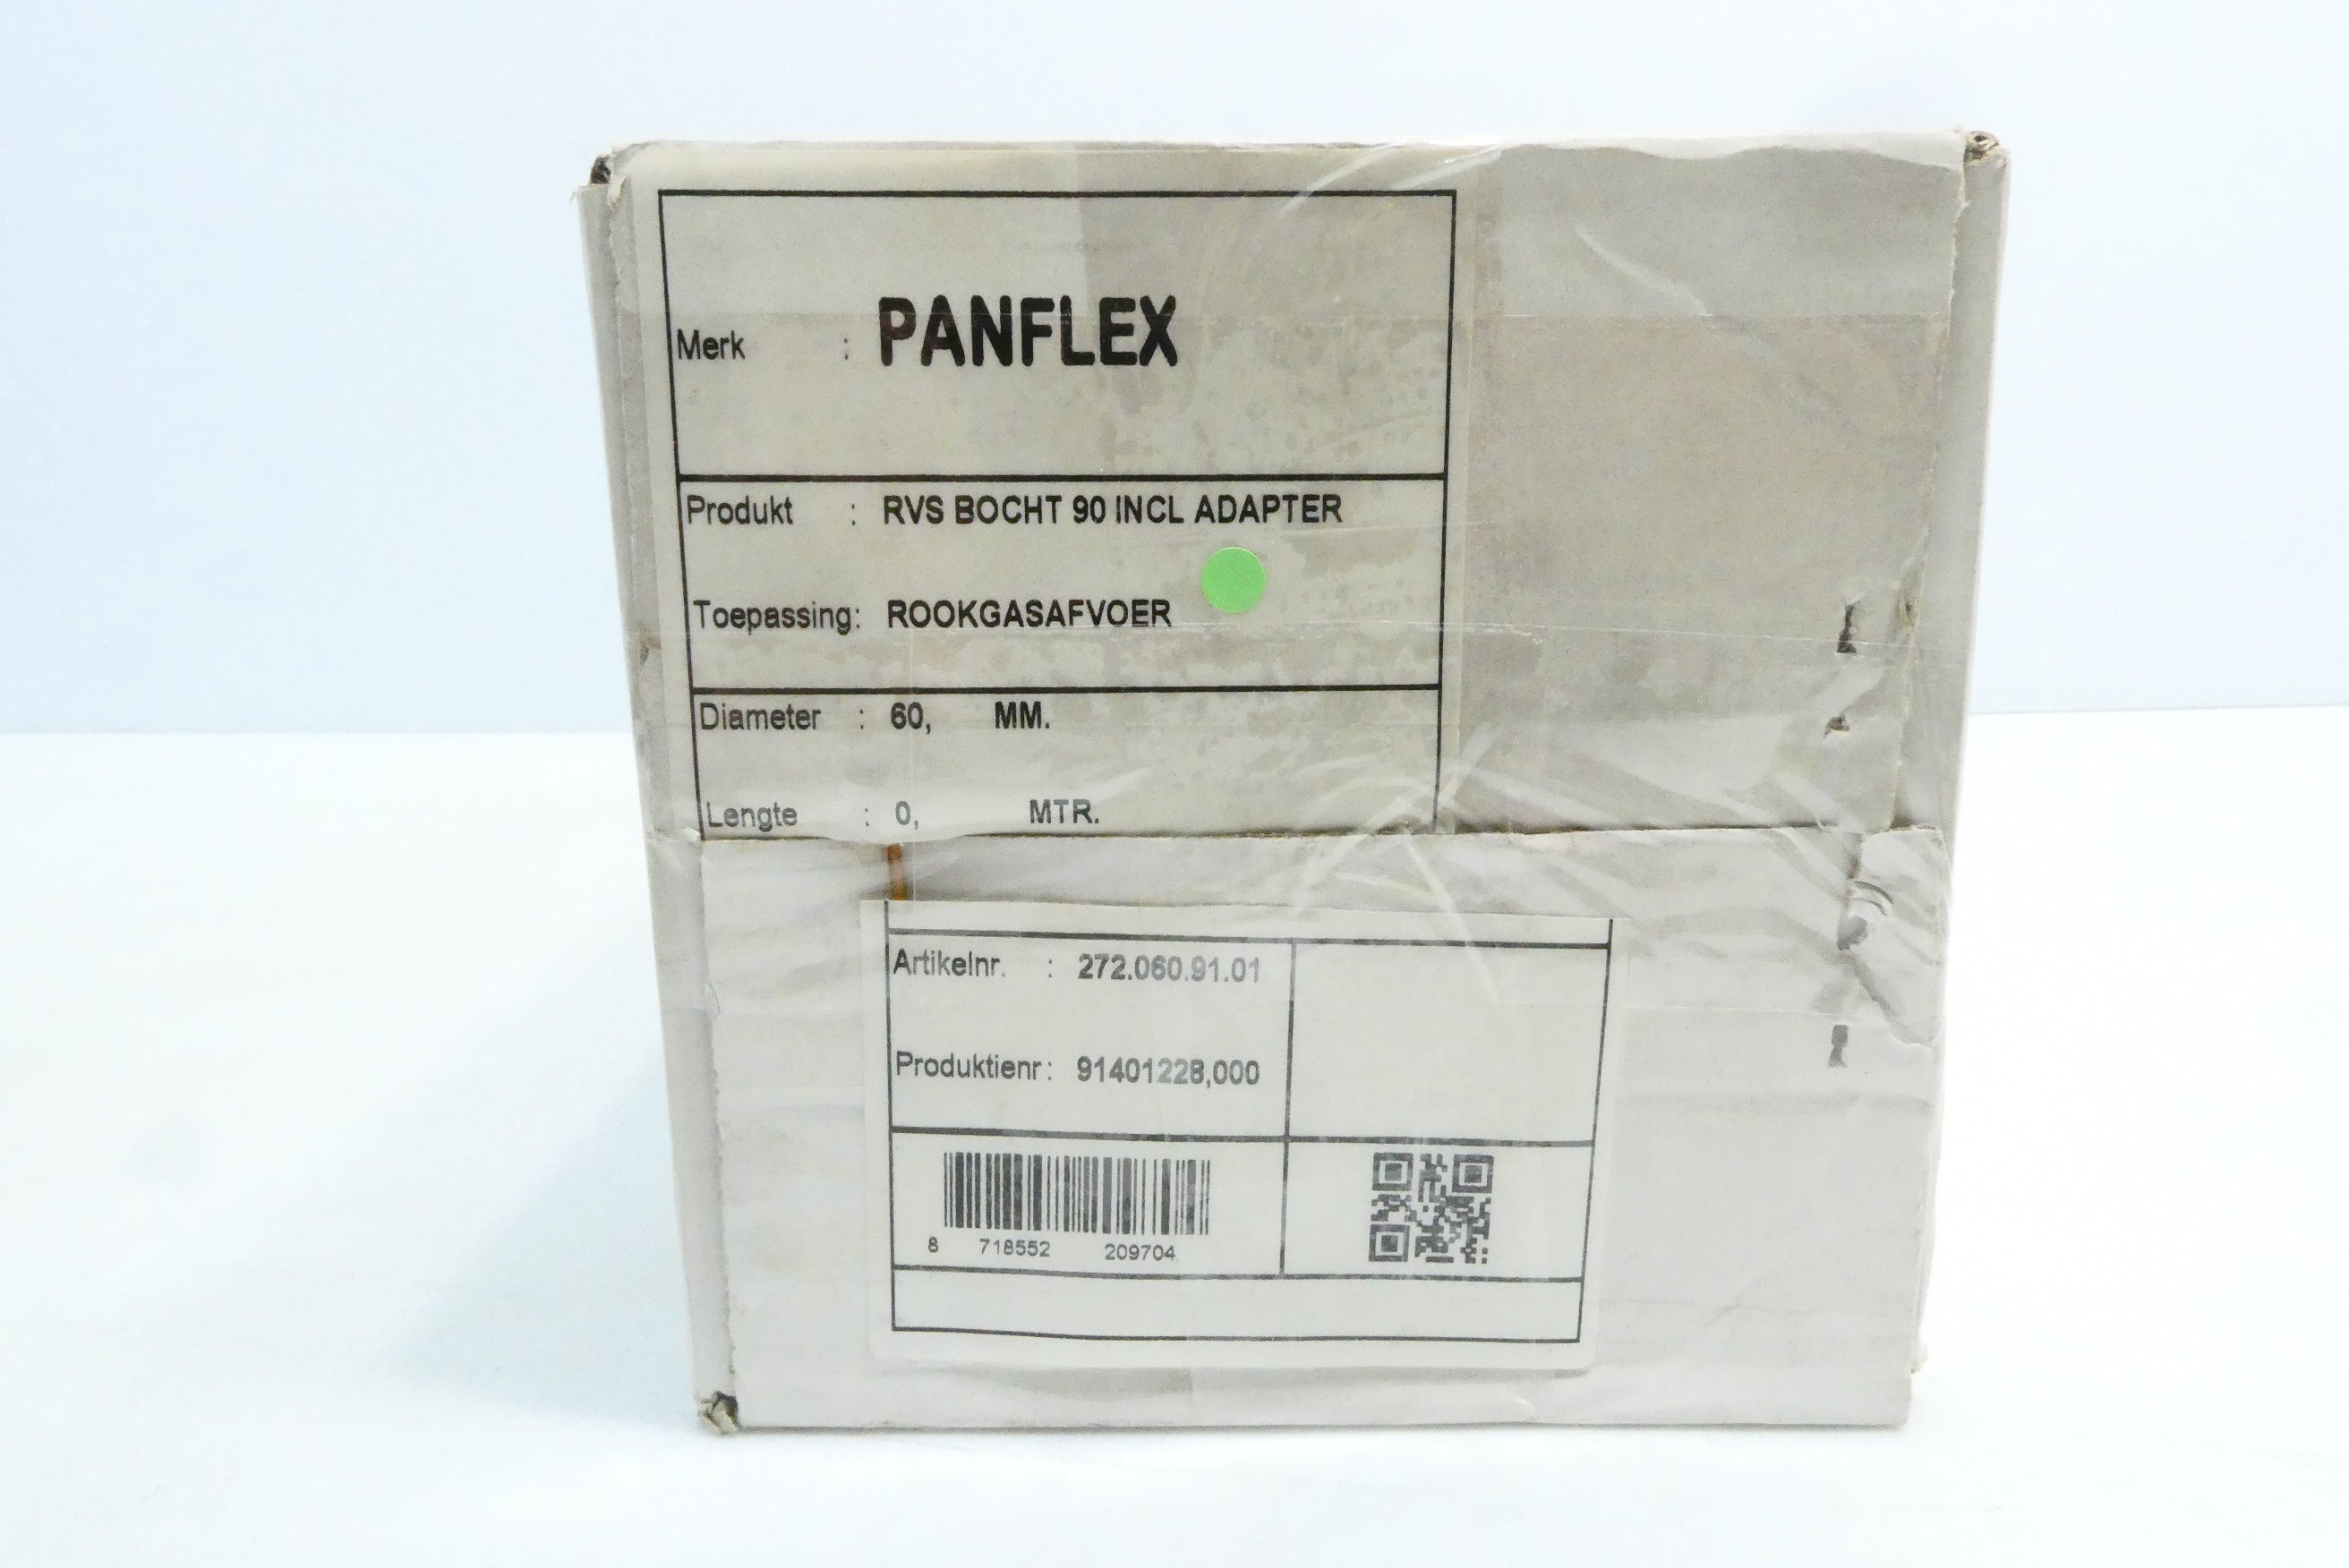 Merk : PANFLEX
Produkt : RVS BOCHT 90 INCL ADAPTER
Toepassing: ROOKGASAFVOER
Diameter : 60, MM.
Lengte : 0, MTR.
Artikelnr. : 272.060.91.01
Produktienr: 91401228,000
8 718552 209704